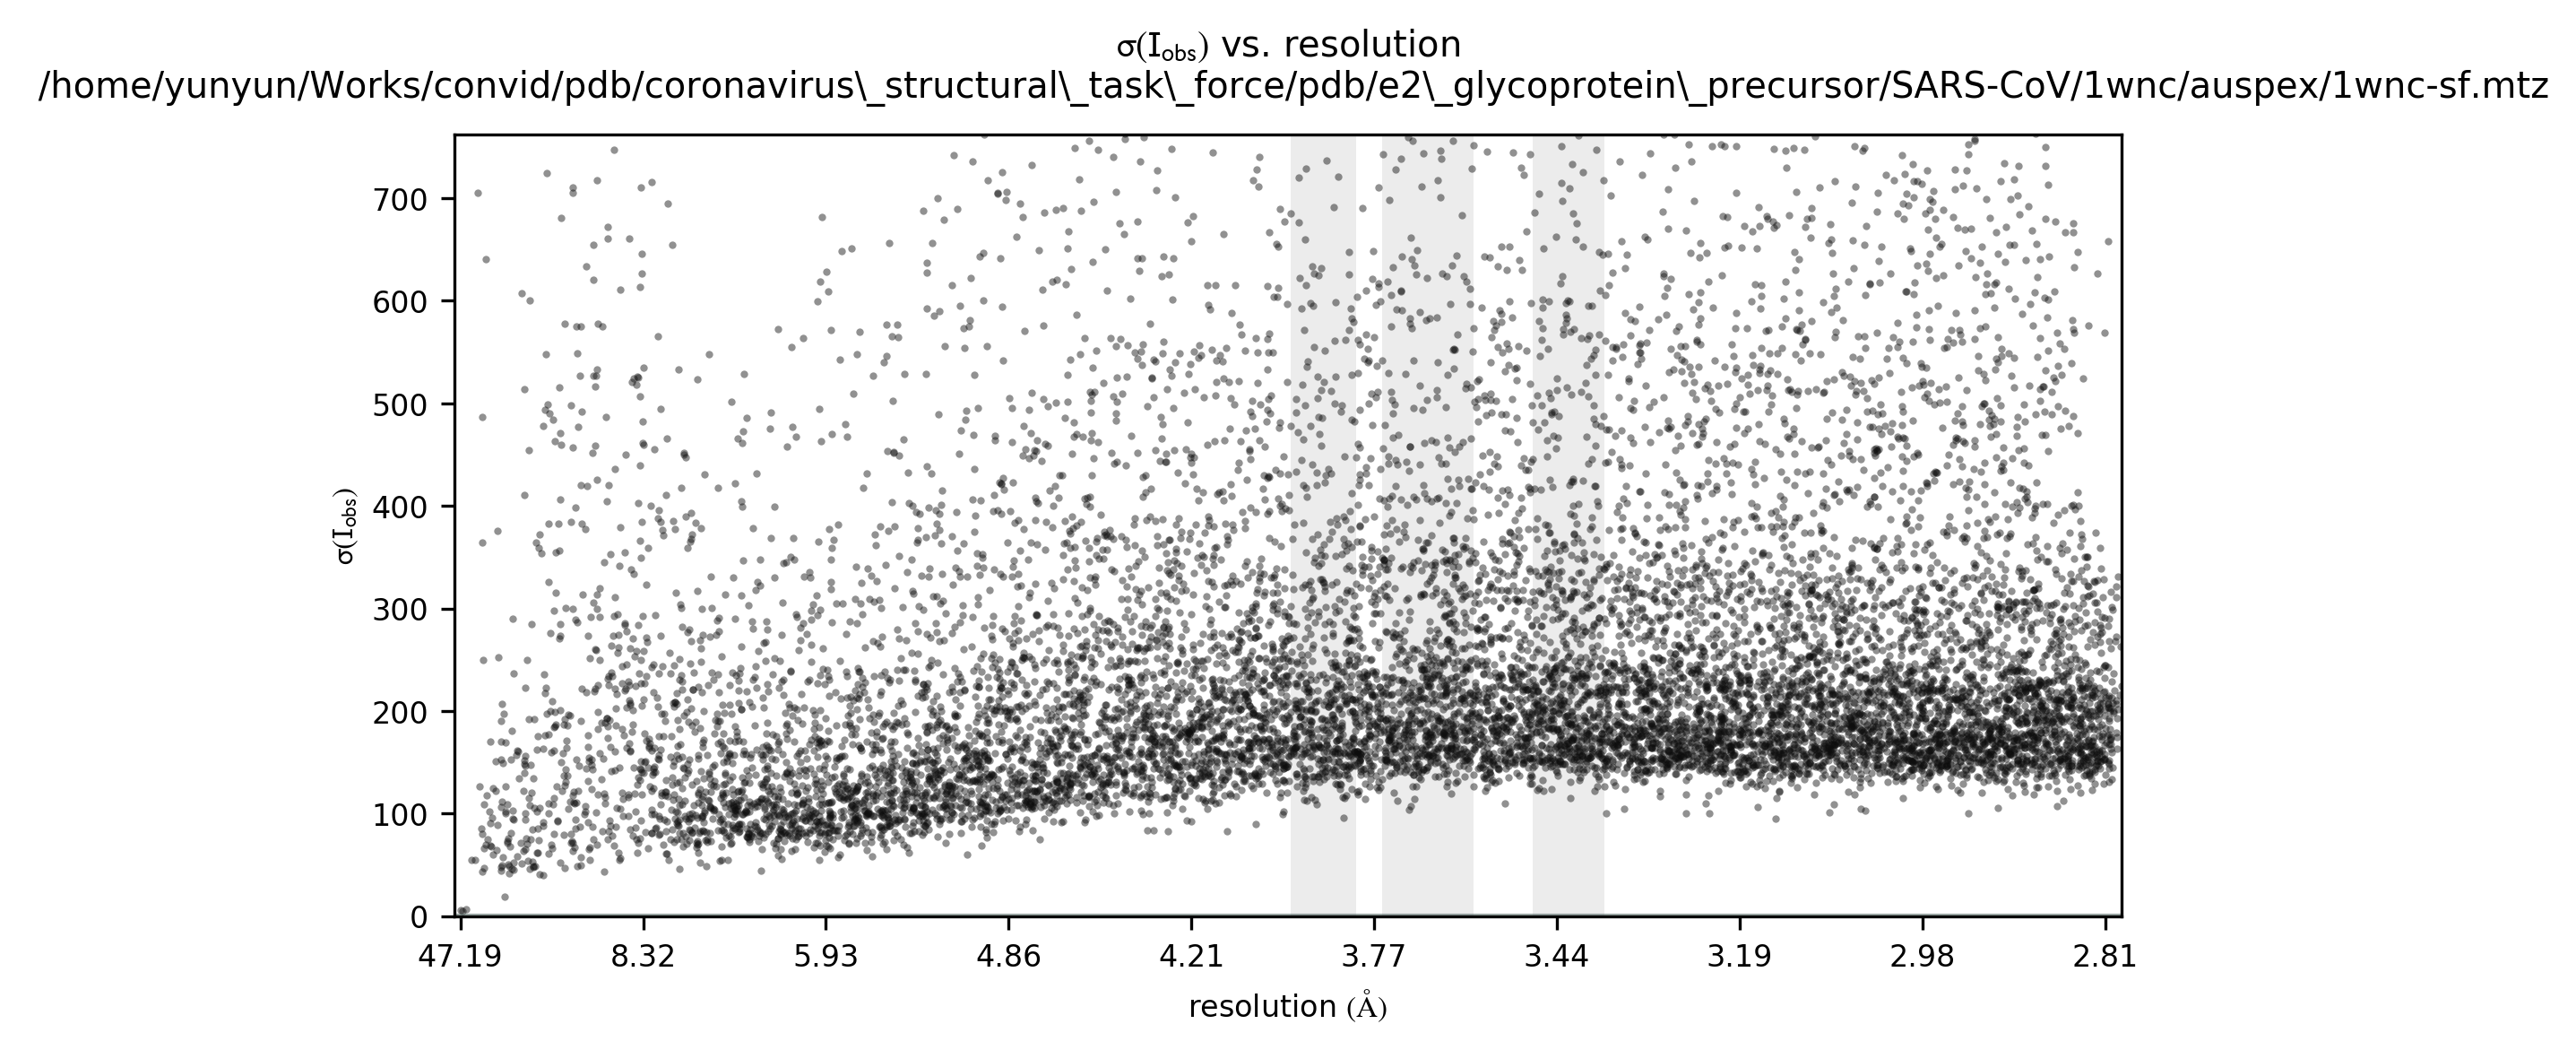 σ(Iobs) vs. resolution
/home/yunyun/Works/convid/pdb/coronavirus\_structural\_task\_force/pdb/e2\_glycoprotein\_precursor/SARS-CoV/1wnc/auspex/1wnc-sf.mtz
700
600
500
400
300
200
100
0
σ(Iobs)
47.19 8.32 5.93 4.86 4.21 3.77 3.44 3.19 2.98 2.81
resolution (Å)